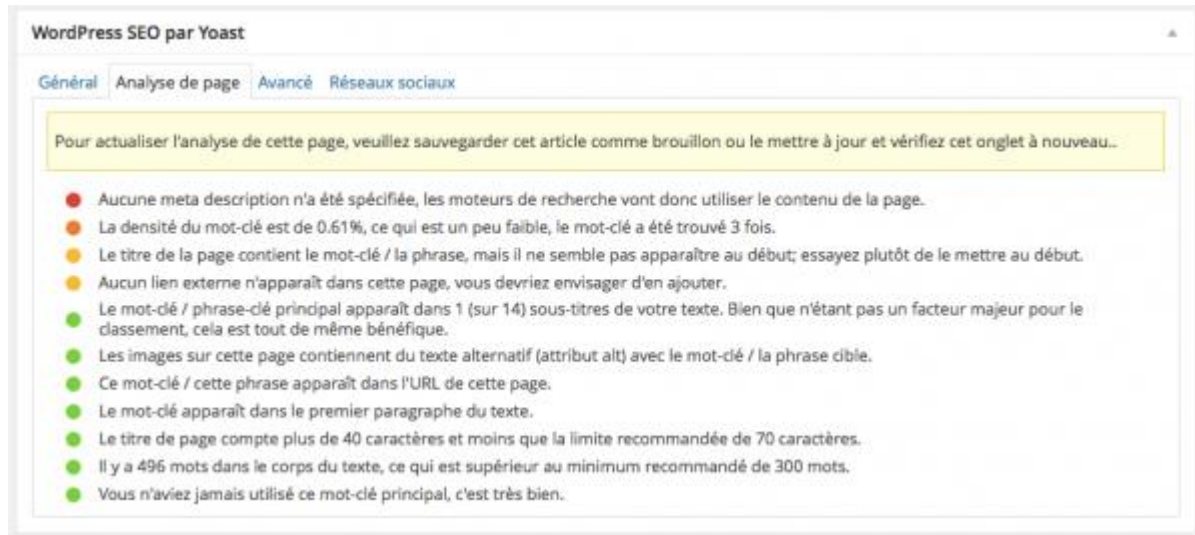 WordPress SEO par Yoast
Général Analyse de page Avancé Réseaux sociaux
Pour actualiser l'analyse de cette page, veuillez sauvegarder cet article comme brouillon ou le mettre à jour et vérifiez cet onglet à nouveau..
Aucune meta description n'a été spécifiée, les moteurs de recherche vont donc utiliser le contenu de la page.
La densité du mot-clé est de 0.61%, ce qui est un peu faible, le mot-clé a été trouvé 3 fois.
Le titre de la page contient le mot-clé / la phrase, mais il ne semble pas apparaître au début; essayez plutôt de le mettre au début.
Aucun lien externe n'apparaît dans cette page, vous devriez envisager d'en ajouter.
Le mot-clé / phrase-clé principal apparaît dans 1 (sur 14) sous-titres de votre texte. Bien que n'étant pas un facteur majeur pour le
classement, cela est tout de même bénéfique.
Les images sur cette page contiennent du texte alternatif (attribut alt) avec le mot-clé / la phrase cible.
Ce mot-clé / cette phrase apparaît dans l'URL de cette page.
Le mot-clé apparaît dans le premier paragraphe du texte.
Le titre de page compte plus de 40 caractères et moins que la limite recommandée de 70 caractères.
Il y a 496 mots dans le corps du texte, ce qui est supérieur au minimum recommandé de 300 mots.
Vous n'aviez jamais utilisé ce mot-clé principal, c'est très bien.